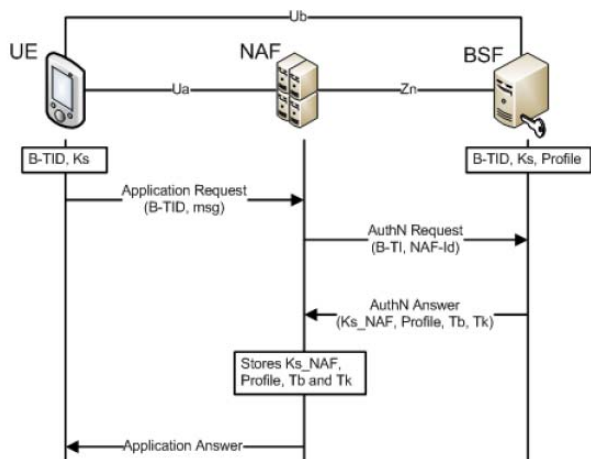 Ub
UE
NAF
BSF
Ua
Zn
B-TID, Ks
B-TID, Ks, Profile
Application Request
(B-TID, msg)
AuthN Request
(B-TI, NAF-Id)
AuthN Answer
(Ks_NAF, Profile, Tb, Tk)
Stores Ks_NAF,
Profile, Tb and Tk
Application Answer